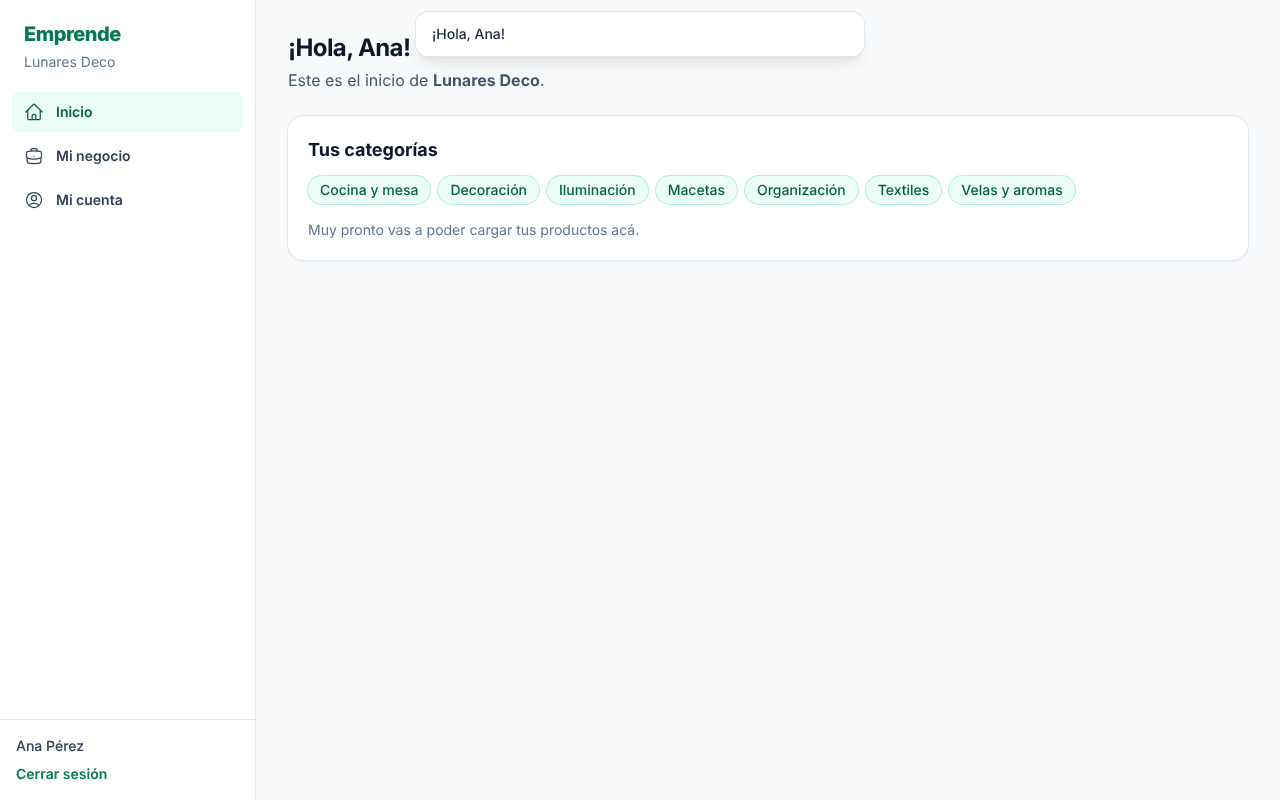 Emprende
Lunares Deco
Inicio
Mi negocio
Mi cuenta
Ana Pérez
Cerrar sesión
¡Hola, Ana!
¡Hola, Ana!
Este es el inicio de Lunares Deco.
Tus categorías
Cocina y mesa
Decoración
Iluminación
Macetas
Organización
Textiles
Velas y aromas
Muy pronto vas a poder cargar tus productos acá.